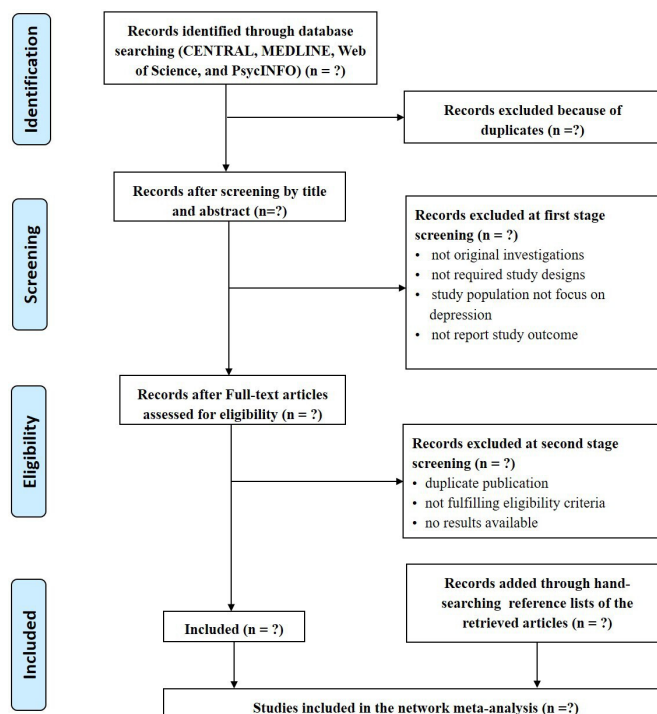 Identification
Records identified through database
searching (CENTRAL, MEDLINE, Web
of Science, and PsycINFO) (n = ?)
Records excluded because of
duplicates (n =?)
Screening
Records after screening by title
and abstract (n=?)
Records excluded at first stage
screening (n = ?)
• not original investigations
• not required study designs
• study population not focus on
depression
• not report study outcome
Eligibility
Records after Full-text articles
assessed for eligibility (n = ?)
Records excluded at second stage
screening (n = ?)
• duplicate publication
• not fulfilling eligibility criteria
• no results available
Included
Records added through hand-
searching reference lists of the
retrieved articles (n = ?)
Included (n = ?)
Studies included in the network meta-analysis (n =?)